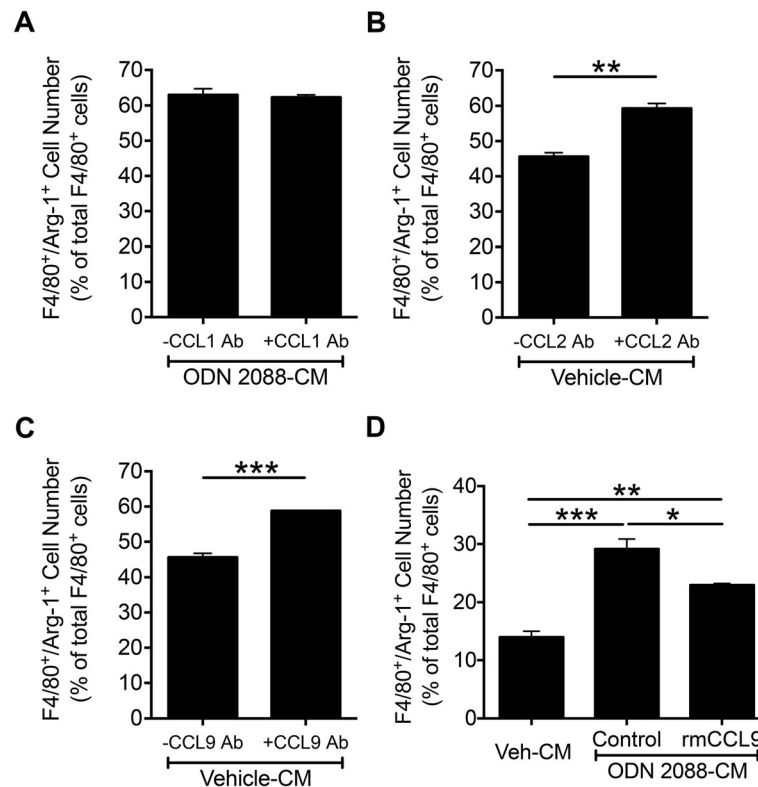 A
F4/80⁺/Arg-1⁺ Cell Number
(% of total F4/80⁺ cells)
70
60
50
40
30
20
10
0
-CCL1 Ab +CCL1 Ab
ODN 2088-CM
B
F4/80⁺/Arg-1⁺ Cell Number
(% of total F4/80⁺ cells)
70
60
50
40
30
20
10
0
**
-CCL2 Ab +CCL2 Ab
Vehicle-CM
C
F4/80⁺/Arg-1⁺ Cell Number
(% of total F4/80⁺ cells)
70
60
50
40
30
20
10
0
***
-CCL9 Ab +CCL9 Ab
Vehicle-CM
D
F4/80⁺/Arg-1⁺ Cell Number
(% of total F4/80⁺ cells)
40
30
20
10
0
**
*** *
Veh-CM Control rmCCL9
ODN 2088-CM